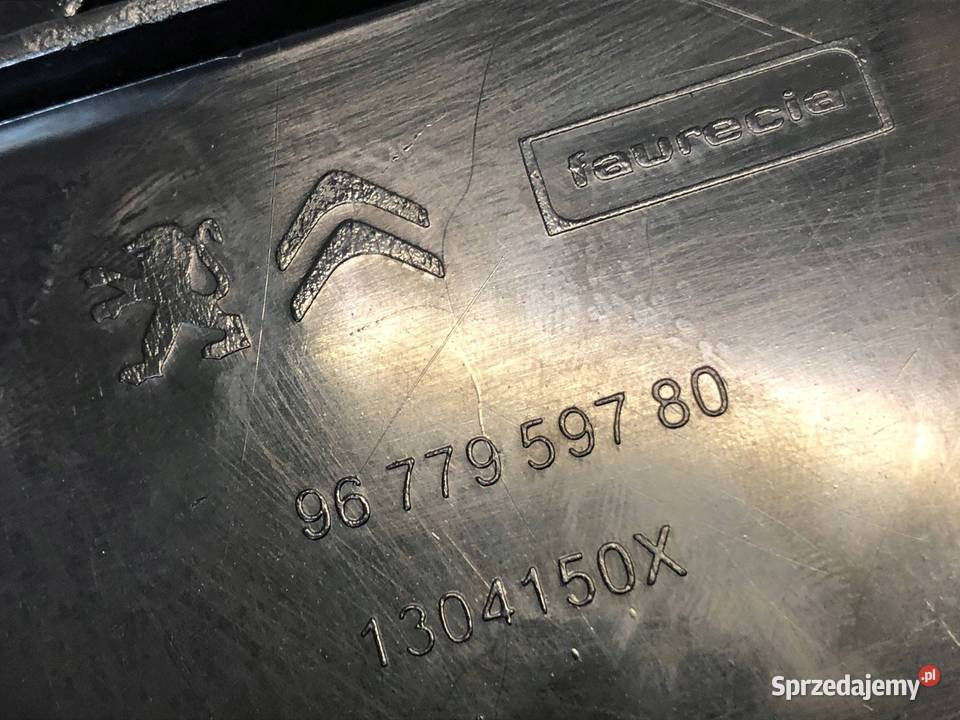 faurecia
96 779 597 80
1304150X
Sprzedajemy.pl